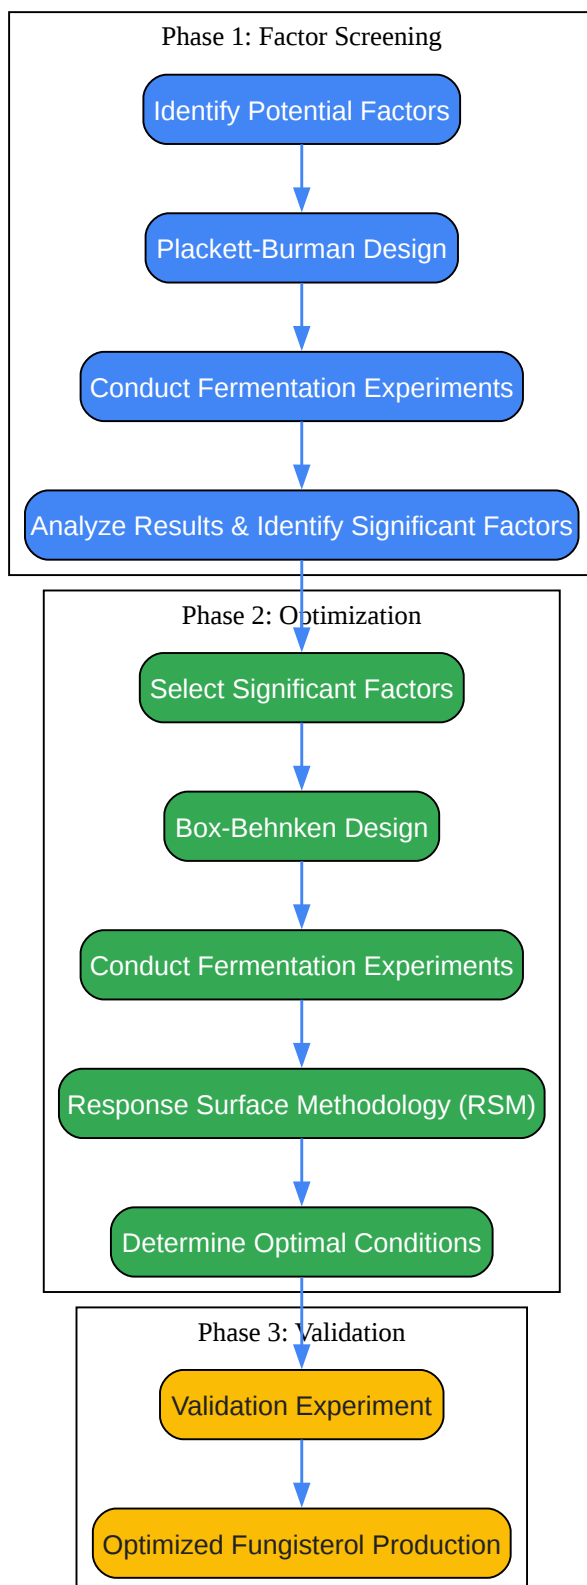 Phase 1: Factor Screening
Identify Potential Factors
Plackett-Burman Design
Conduct Fermentation Experiments
Analyze Results & Identify Significant Factors
Phase 2: Optimization
Select Significant Factors
Box-Behnken Design
Conduct Fermentation Experiments
Response Surface Methodology (RSM)
Determine Optimal Conditions
Phase 3: Validation
Validation Experiment
Optimized Fungisterol Production